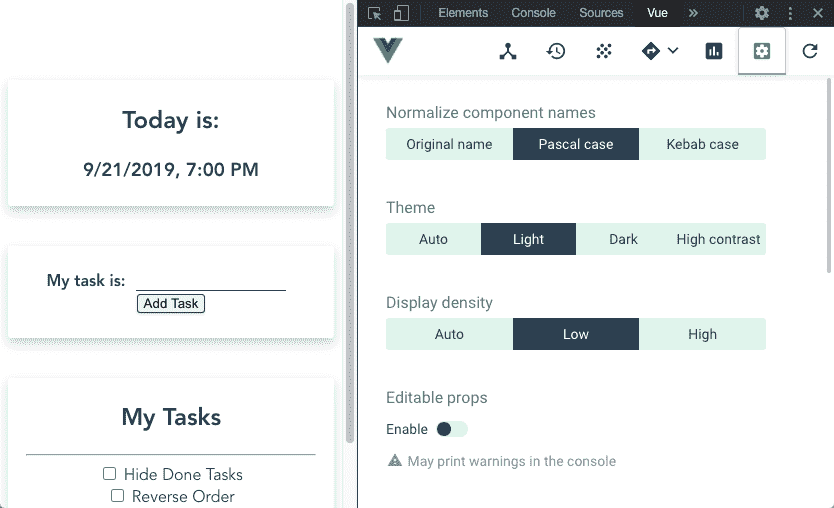 Today is:
9/21/2019, 7:00 PM
My task is:
Add Task
My Tasks
Hide Done Tasks
Reverse Order
Elements Console Sources Vue »
Normalize component names
Original name Pascal case Kebab case
Theme
Auto Light Dark High contrast
Display density
Auto Low High
Editable props
Enable
May print warnings in the console